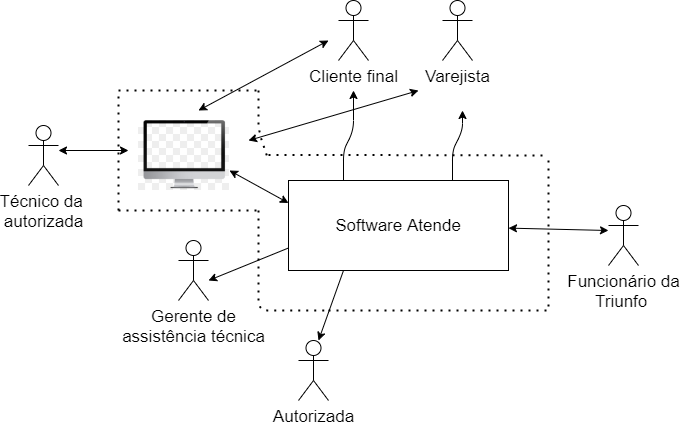 Cliente final
Varejista
Técnico da
autorizada
Software Atende
Funcionário da
Triunfo
Gerente de
assistência técnica
Autorizada